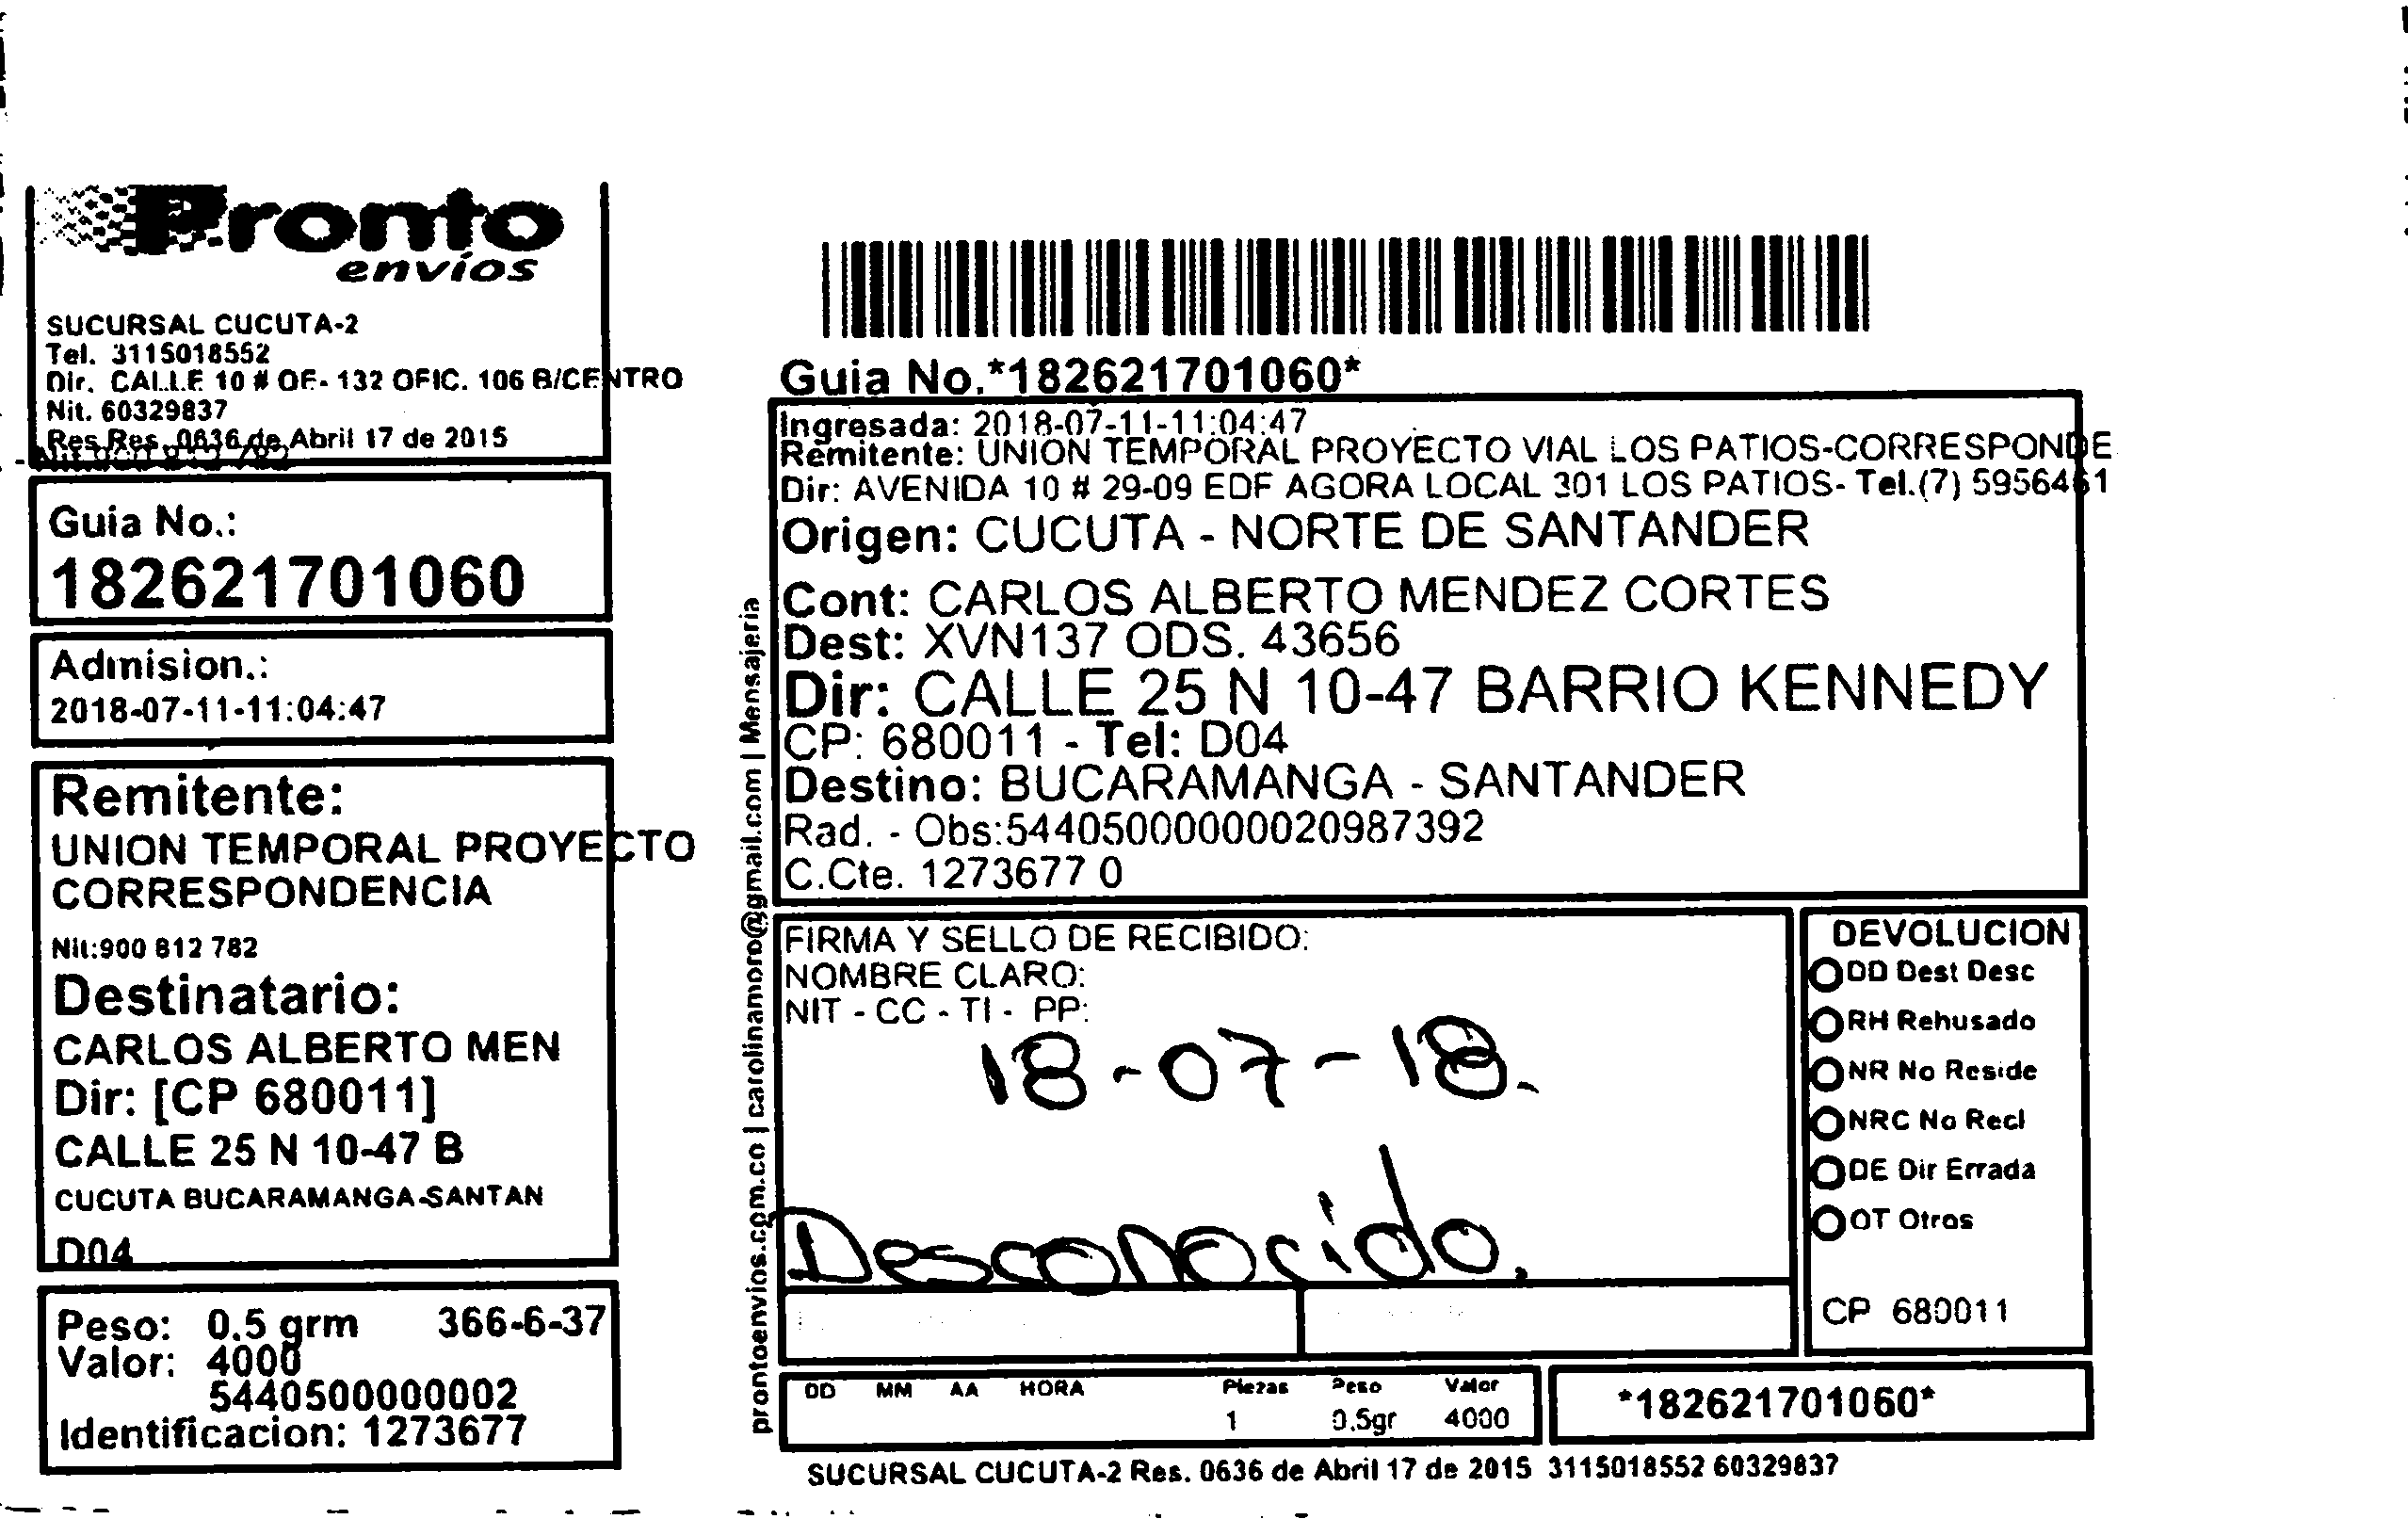 Pronto
envíos
SUCURSAL CUCUTA-2
Tel. 3115018552
Dir. CALLE 10 # OF- 132 OFIC. 106 B/CENTRO
Nit. 60329837
Res Res. 0636 de Abril 17 de 2015
Guia No.:
182621701060
Admision.:
2018-07-11-11:04:47
Remitente:
UNION TEMPORAL PROYECTO
CORRESPONDENCIA
Nit:900 812 782
Destinatario:
CARLOS ALBERTO MEN
Dir: [CP 680011]
CALLE 25 N 10-47 B
CUCUTA BUCARAMANGA-SANTAN
D04
Peso: 0.5 grm 366-6-37
Valor: 4000
5440500000002
Identificacion: 1273677
prontoenvios.com.co | carolinamoro@gmail.com | Mensajeria
Guia No.*182621701060*
Ingresada: 2018-07-11-11:04:47
Remitente: UNION TEMPORAL PROYECTO VIAL LOS PATIOS-CORRESPONDE
Dir: AVENIDA 10 # 29-09 EDF AGORA LOCAL 301 LOS PATIOS- Tel.(7) 5956461
Origen: CUCUTA - NORTE DE SANTANDER
Cont: CARLOS ALBERTO MENDEZ CORTES
Dest: XVN137 ODS. 43656
Dir: CALLE 25 N 10-47 BARRIO KENNEDY
CP: 680011 - Tel: D04
Destino: BUCARAMANGA - SANTANDER
Rad. - Obs:544050000000020987392
C.Cte. 1273677 0
FIRMA Y SELLO DE RECIBIDO:
NOMBRE CLARO:
NIT - CC - TI - PP:
18-07-18.
Desconocido.
DEVOLUCION
DD Dest Desc
RH Rehusado
NR No Reside
NRC No Recl
DE Dir Errada
OT Otros
CP 680011
DD MM AA HORA Piezas Peso Valor
1 0.5gr 4000
*182621701060*
SUCURSAL CUCUTA-2 Res. 0636 de Abril 17 de 2015 3115018552 60329837